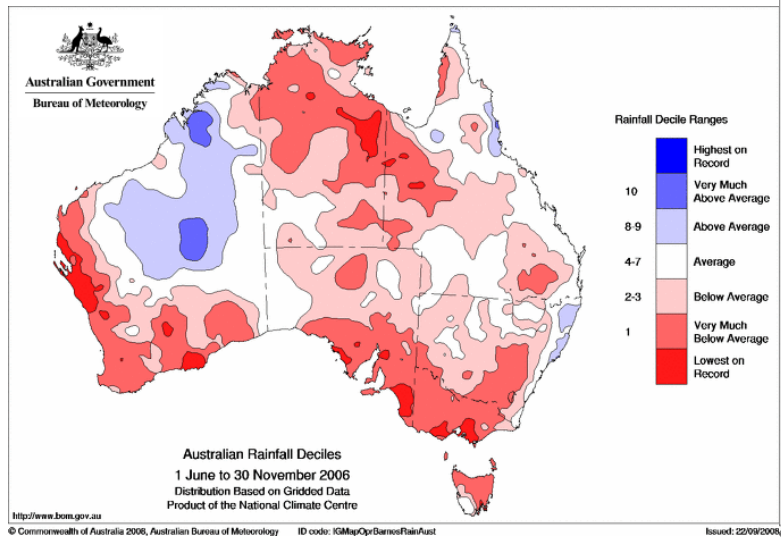 Australian Government
Bureau of Meteorology
Rainfall Decile Ranges
Highest on
Record
10
Very Much
Above Average
8-9
Above Average
4-7
Average
2-3
Below Average
1
Very Much
Below Average
Lowest on
Record
Australian Rainfall Deciles
1 June to 30 November 2006
Distribution Based on Gridded Data
Product of the National Climate Centre
http://www.bom.gov.au
© Commonwealth of Australia 2008, Australian Bureau of Meteorology
ID code: IGMapOprBarnesRainAust
Issued: 22/09/2008